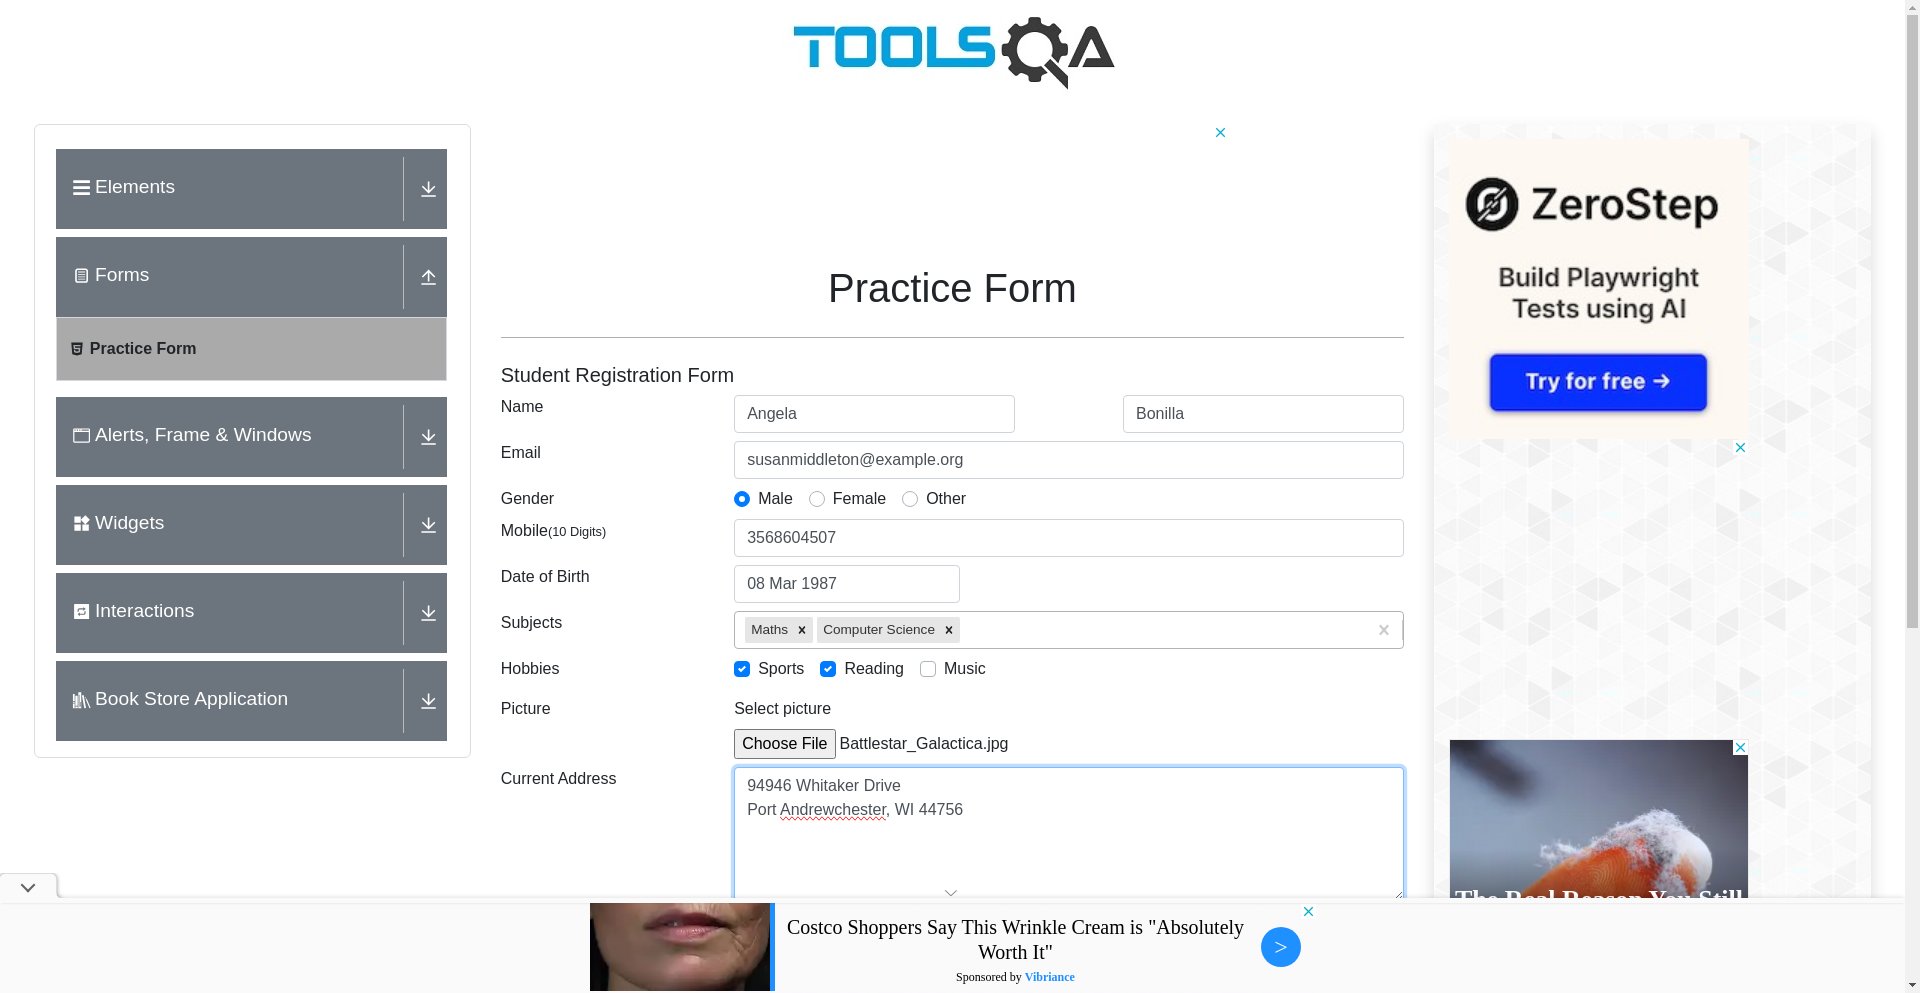 TOOLSQA
Elements
Forms
Practice Form
Alerts, Frame & Windows
Widgets
Interactions
Book Store Application
Practice Form
Student Registration Form
Name
Angela
Bonilla
Email
susanmiddleton@example.org
Gender
Male
Female
Other
Mobile(10 Digits)
3568604507
Date of Birth
08 Mar 1987
Subjects
Maths
Computer Science
Hobbies
Sports
Reading
Music
Picture
Select picture
Choose File
Battlestar_Galactica.jpg
Current Address
94946 Whitaker Drive
Port Andrewchester, WI 44756
ZeroStep
Build Playwright
Tests using AI
Try for free →
The Real Reason You Still
Costco Shoppers Say This Wrinkle Cream is "Absolutely
Worth It"
Sponsored by Vibriance
>